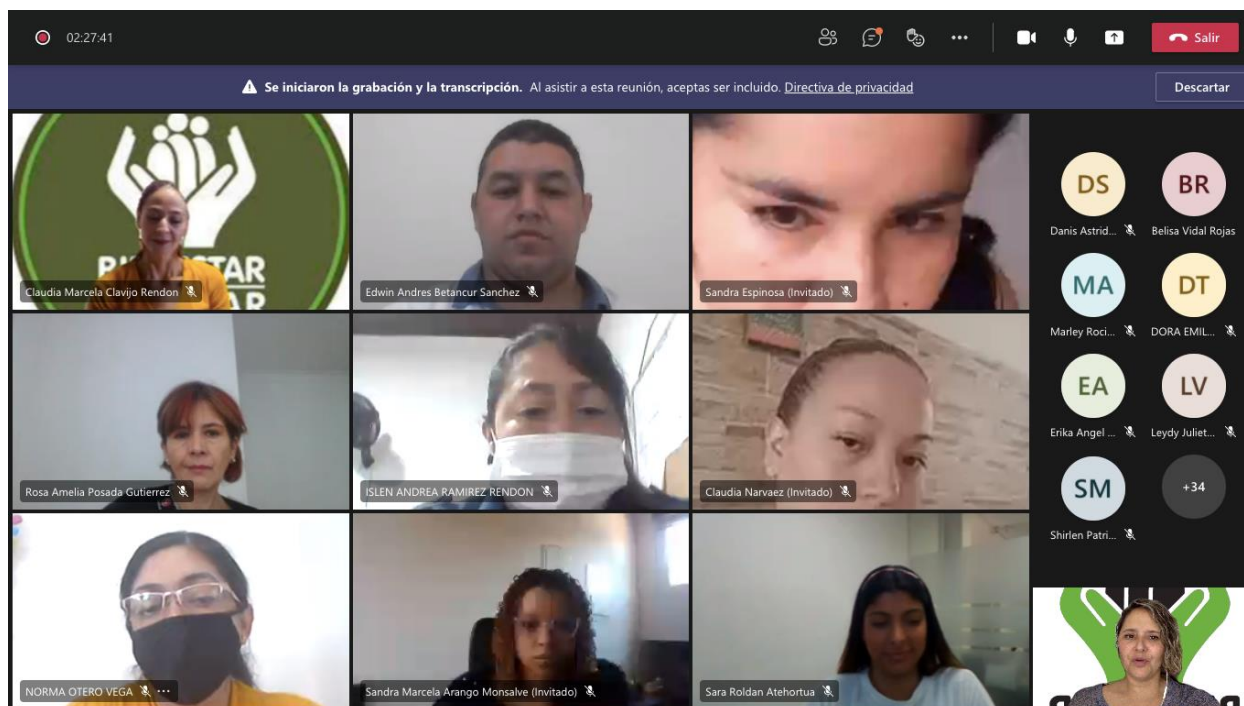 02:27:41
Salir
Se iniciaron la grabación y la transcripción. Al asistir a esta reunión, aceptas ser incluido. Directiva de privacidad
Descartar
Claudia Marcela Clavijo Rendon
Edwin Andres Betancur Sanchez
Sandra Espinosa (Invitado)
DS
Danis Astrid...
BR
Belisa Vidal Rojas
MA
Marley Roci...
DT
DORA EMIL...
Rosa Amelia Posada Gutierrez
ISLEN ANDREA RAMIREZ RENDON
Claudia Narvaez (Invitado)
EA
Erika Angel ...
LV
Leydy Juliet...
SM
Shirlen Patri...
+34
NORMA OTERO VEGA ...
Sandra Marcela Arango Monsalve (Invitado)
Sara Roldan Atehortua